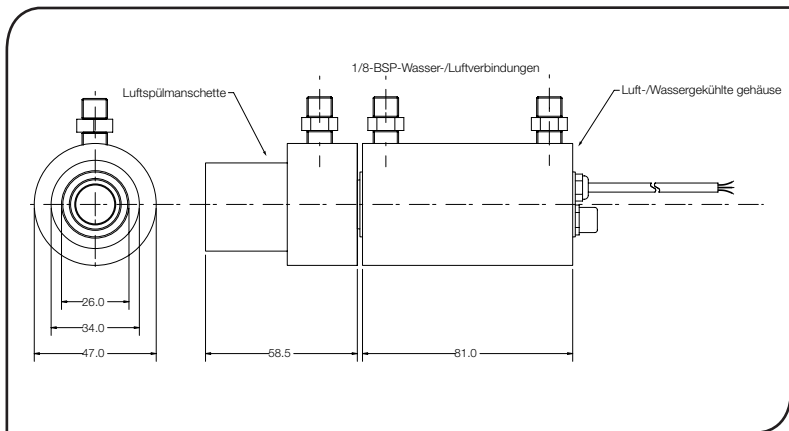 1/8-BSP-Wasser-/Luftverbindungen
Luftspülmanschette
Luft-/Wassergekühlte gehäuse
26.0
34.0
47.0
58.5
81.0